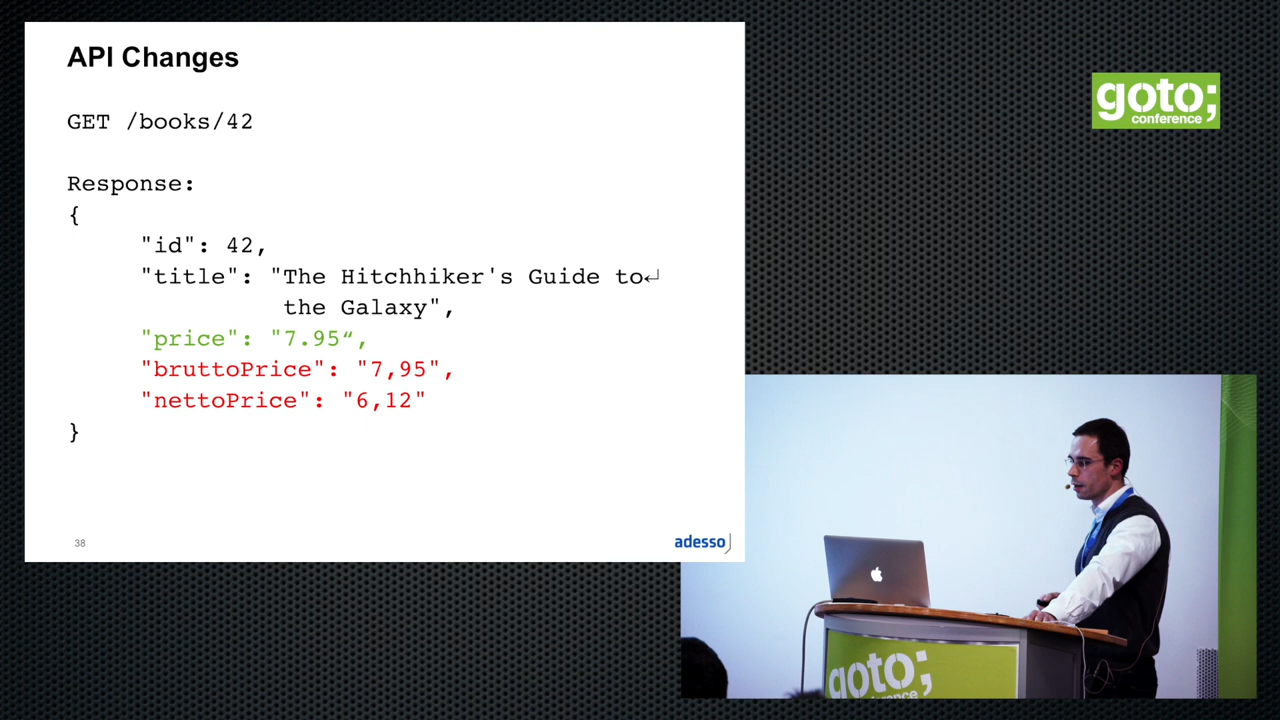 API Changes
GET /books/42
Response:
{
"id": 42,
"title": "The Hitchhiker's Guide to↵
the Galaxy",
"price": "7.95“,
"bruttoPrice": "7,95",
"nettoPrice": "6,12"
}
38
adesso
goto;
conference
goto;
conference